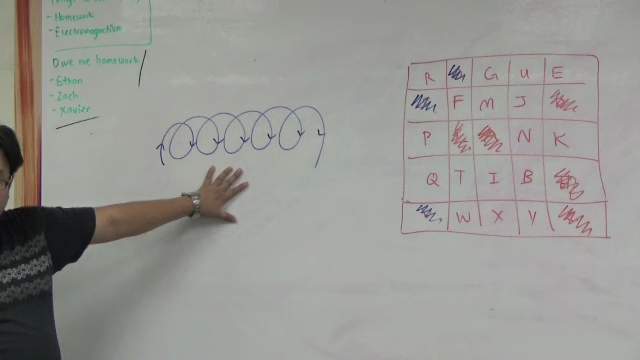 - Homework
- Electromagnetism
Owe me homework
- Ethan
- Zach
- Xavier
R G U E
F M J
P N K
Q T I B
W X Y